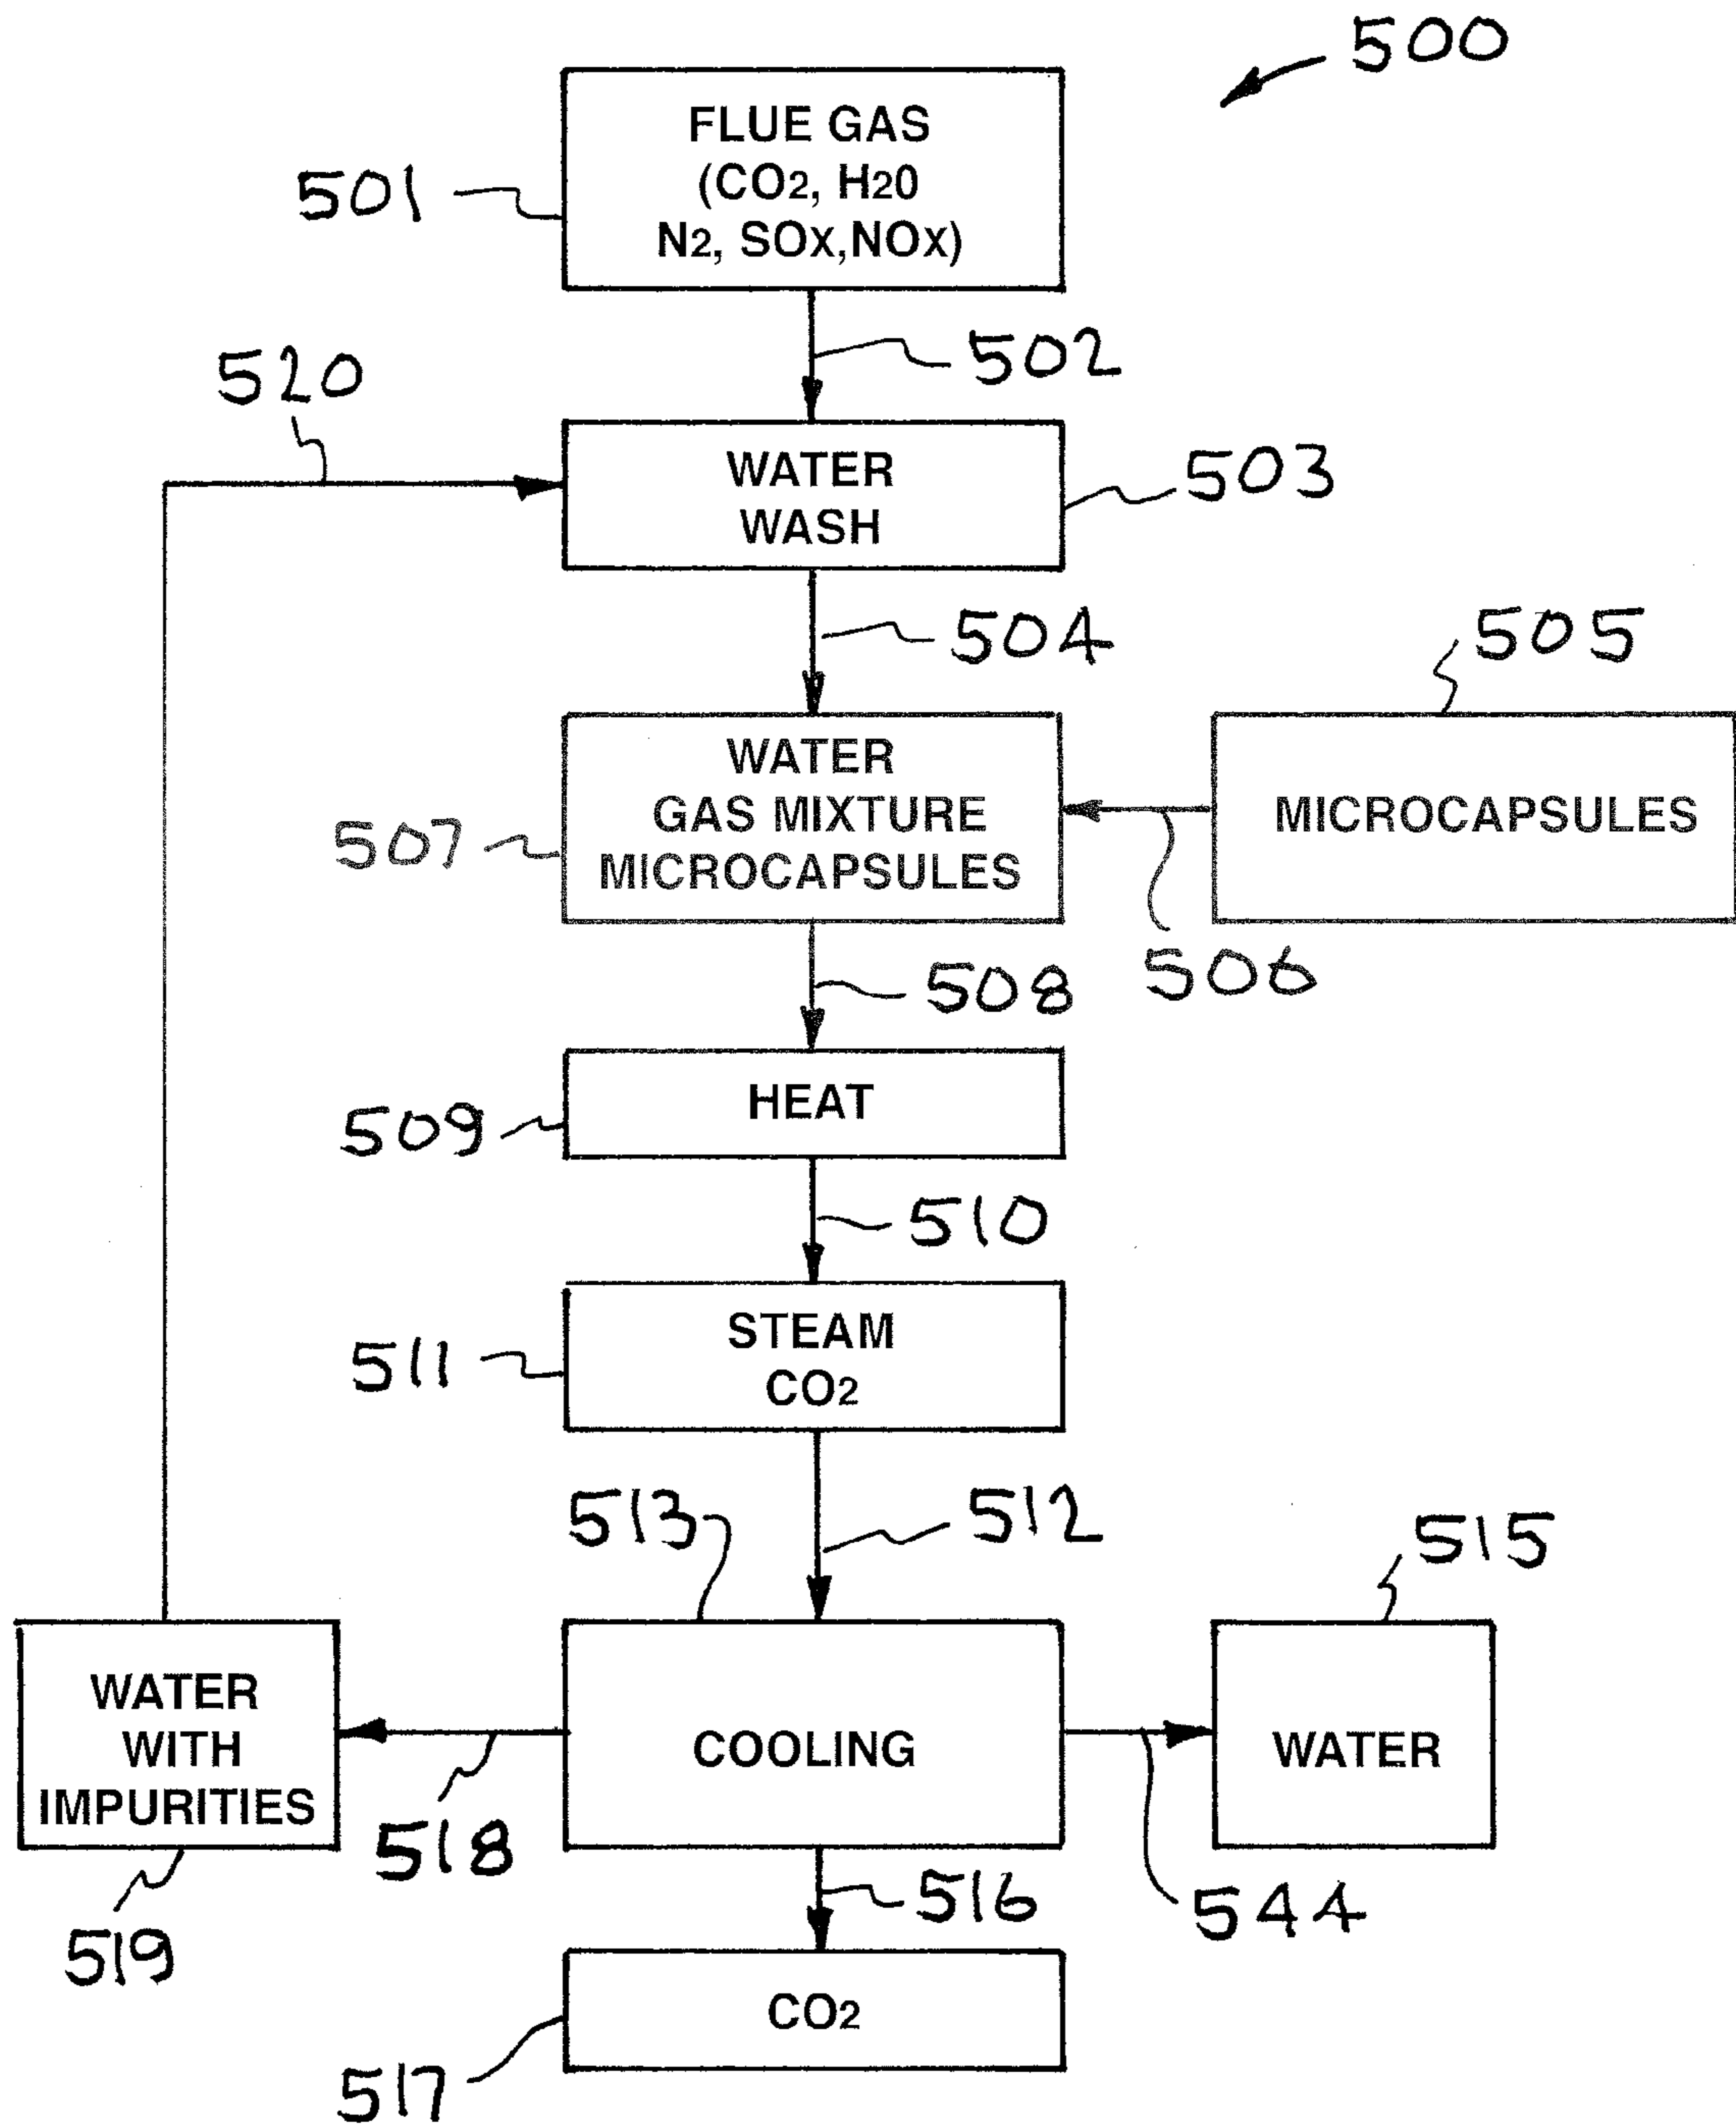 500
FLUE GAS
501
(CO2, H2O
N2, SOX,NOX)
502
520
WATER
WASH
503
504
505
WATER
GAS MIXTURE
MICROCAPSULES
507
MICROCAPSULES
506
508
HEAT
509
510
STEAM
CO2
511
513
512
515
WATER
WITH
IMPURITIES
COOLING
WATER
518
516
544
519
CO2
517